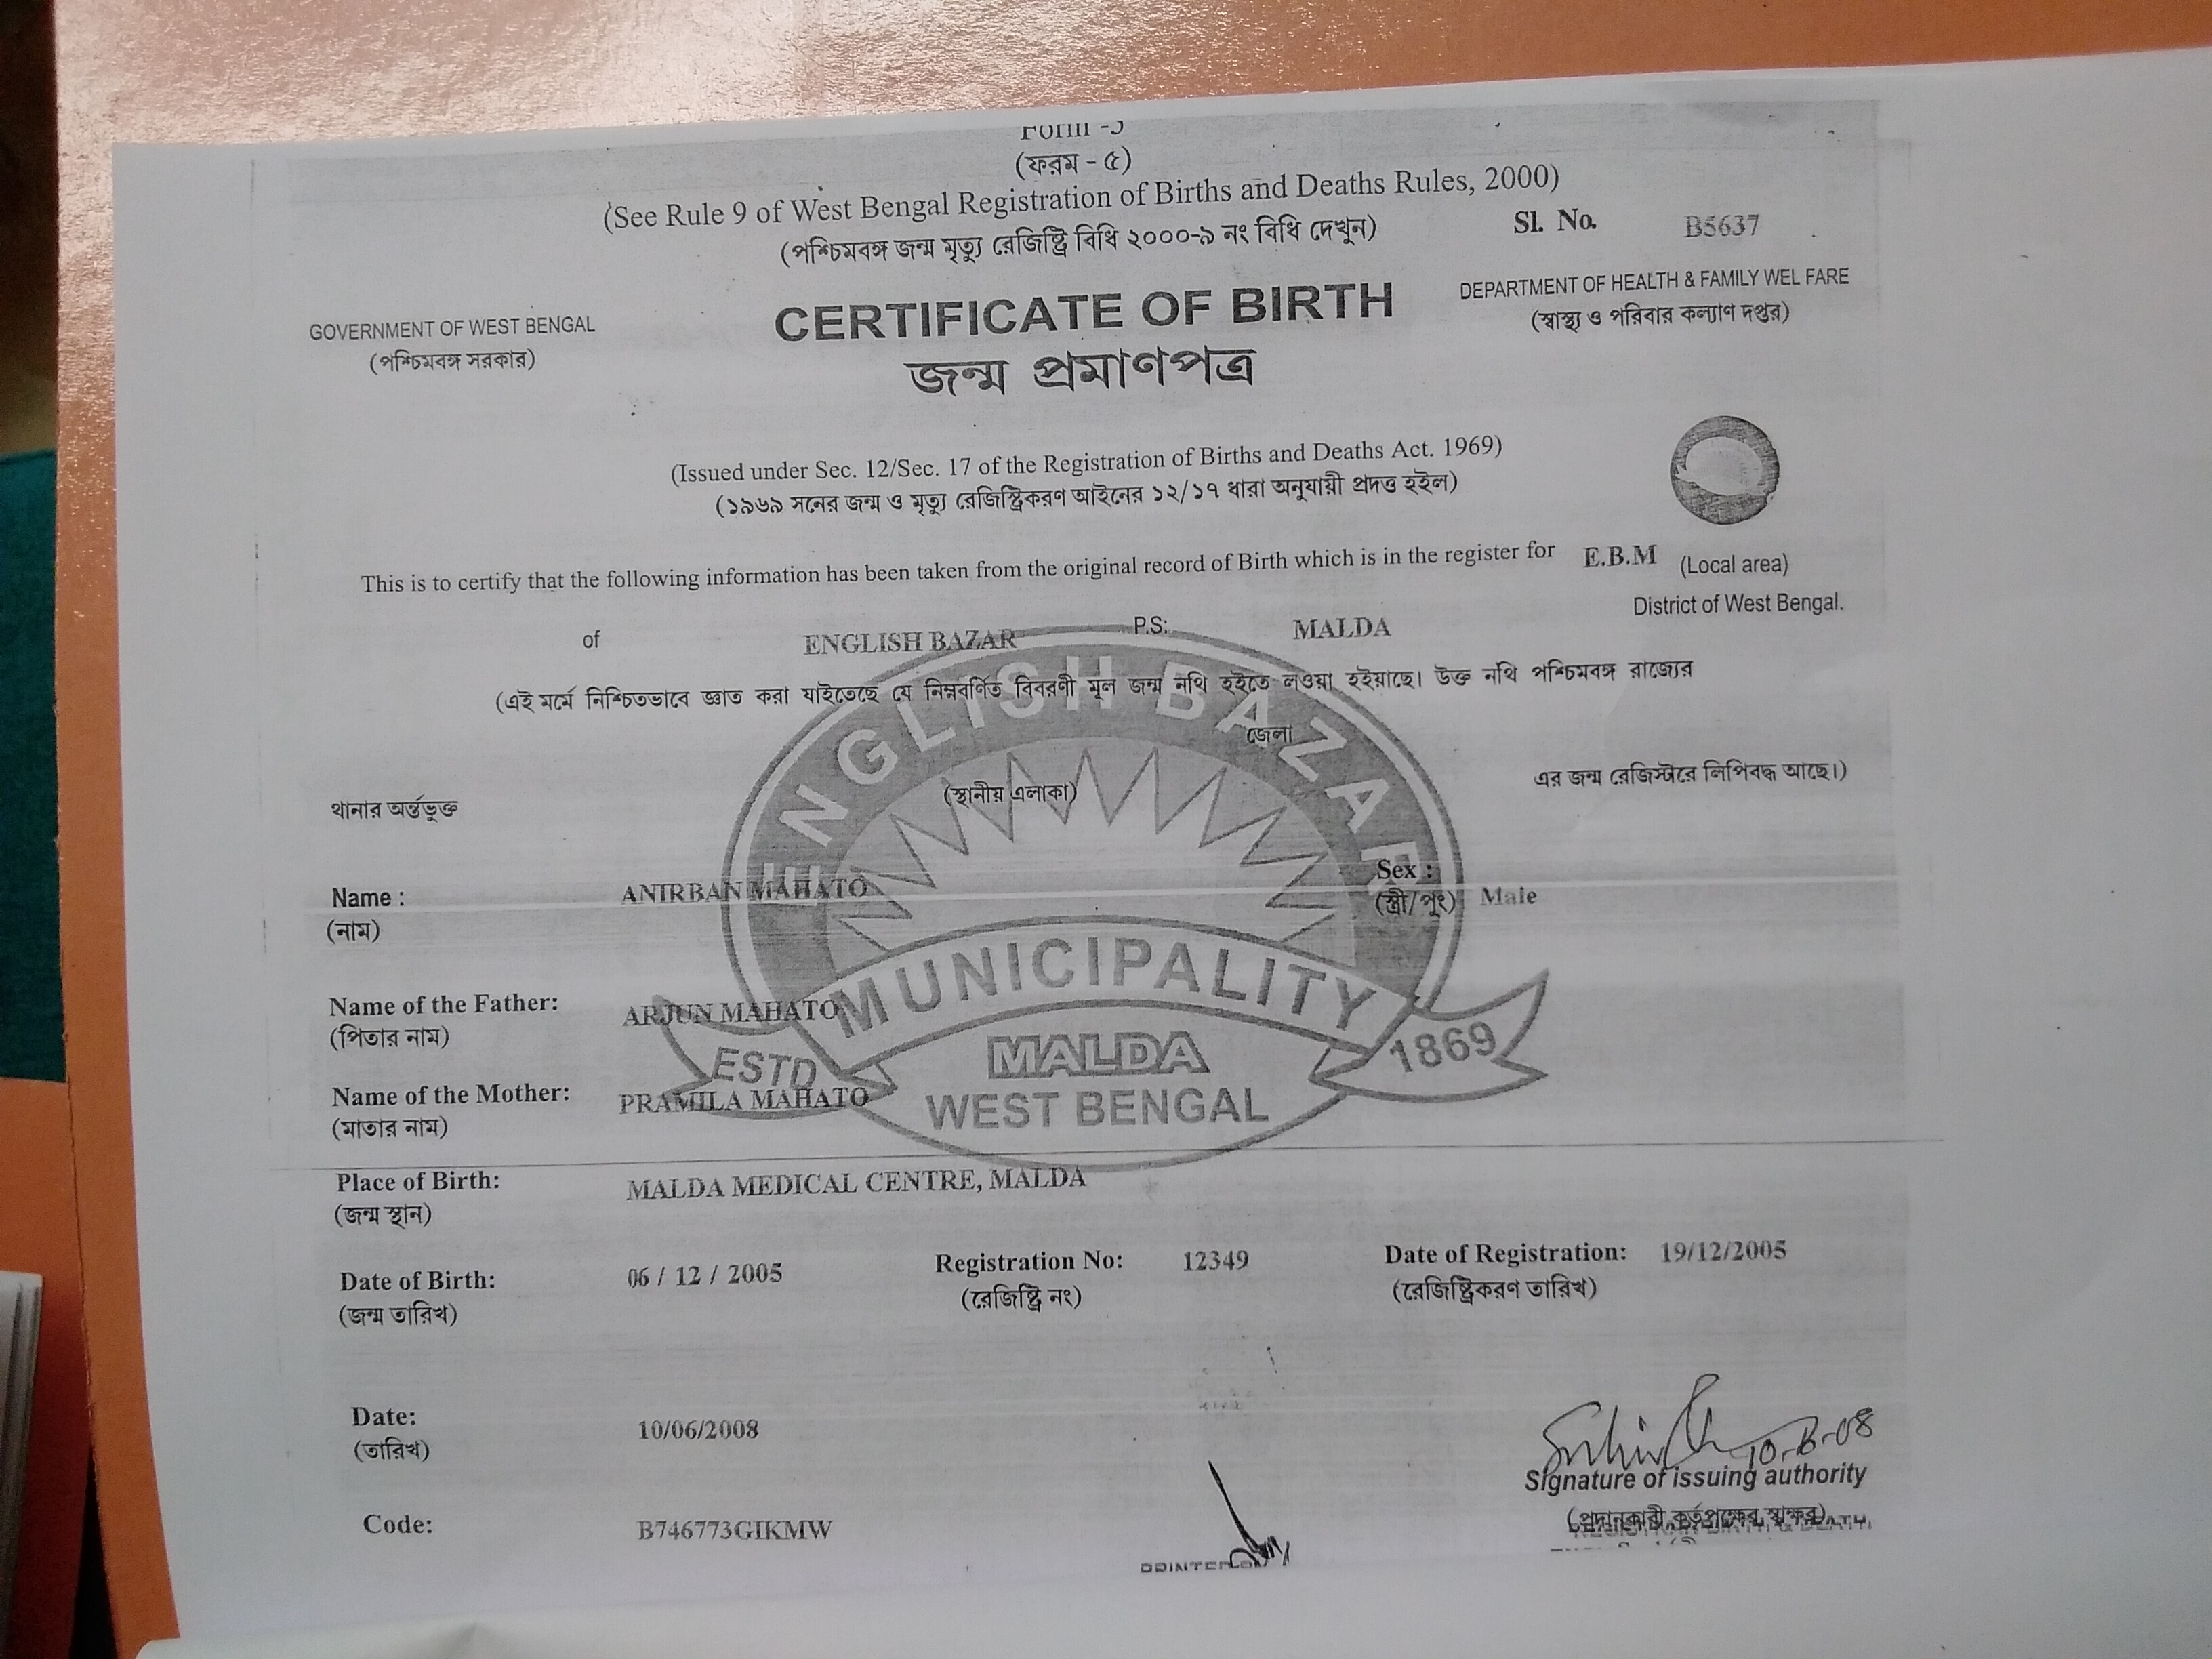 Form -5
(ফরম - ৫)
(See Rule 9 of West Bengal Registration of Births and Deaths Rules, 2000)
(পশ্চিমবঙ্গ জন্ম মৃত্যু রেজিষ্ট্রি বিধি ২০০০-৯ নং বিধি দেখুন)
Sl. No. B5637
GOVERNMENT OF WEST BENGAL
(পশ্চিমবঙ্গ সরকার)
CERTIFICATE OF BIRTH
জন্ম প্রমাণপত্র
DEPARTMENT OF HEALTH & FAMILY WEL FARE
(স্বাস্থ্য ও পরিবার কল্যাণ দপ্তর)
(Issued under Sec. 12/Sec. 17 of the Registration of Births and Deaths Act. 1969)
(১৯৬৯ সনের জন্ম ও মৃত্যু রেজিস্ট্রিকরণ আইনের ১২/১৭ ধারা অনুযায়ী প্রদত্ত হইল)
This is to certify that the following information has been taken from the original record of Birth which is in the register for E.B.M (Local area)
of ENGLISH BAZAR P.S: MALDA District of West Bengal.
(এই মর্মে নিশ্চিতভাবে জ্ঞাত করা যাইতেছে যে নিম্নবর্ণিত বিবরণী মূল জন্ম নথি হইতে লওয়া হইয়াছে। উক্ত নথি পশ্চিমবঙ্গ রাজ্যের
জেলা
থানার অর্ন্তভুক্ত (স্থানীয় এলাকা) এর জন্ম রেজিস্টরে লিপিবদ্ধ আছে।)
ENGLISH BAZAR
MUNICIPALITY
ESTD 1869
MALDA
WEST BENGAL
Name : ANIRBAN MAHATO Sex : Male
(নাম) (স্ত্রী/পুং)
Name of the Father: ARJUN MAHATO
(পিতার নাম)
Name of the Mother: PRAMILA MAHATO
(মাতার নাম)
Place of Birth: MALDA MEDICAL CENTRE, MALDA
(জন্ম স্থান)
Date of Birth: 06 / 12 / 2005 Registration No: 12349 Date of Registration: 19/12/2005
(জন্ম তারিখ) (রেজিষ্ট্রি নং) (রেজিষ্ট্রিকরণ তারিখ)
Date: 10/06/2008
(তারিখ)
10-6-08
Signature of issuing authority
(প্রদানকারী কর্তৃপক্ষের স্বাক্ষর)
Code: B746773GIKMW
PRINTED